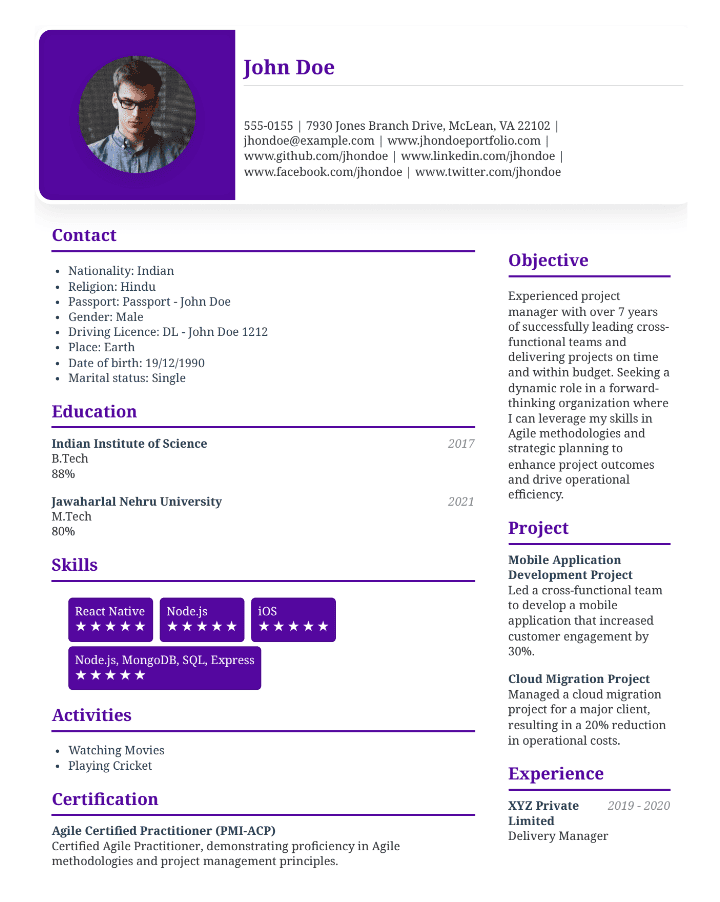 John Doe
555-0155 | 7930 Jones Branch Drive, McLean, VA 22102 |
jhondoe@example.com | www.jhondoeportfolio.com |
www.github.com/jhondoe | www.linkedin.com/jhondoe |
www.facebook.com/jhondoe | www.twitter.com/jhondoe
Contact
• Nationality: Indian
• Religion: Hindu
• Passport: Passport - John Doe
• Gender: Male
• Driving Licence: DL - John Doe 1212
• Place: Earth
• Date of birth: 19/12/1990
• Marital status: Single
Education
Indian Institute of Science 2017
B.Tech
88%
Jawaharlal Nehru University 2021
M.Tech
80%
Skills
React Native Node.js iOS
★★★★★ ★★★★★ ★★★★★
Node.js, MongoDB, SQL, Express
★★★★★
Activities
• Watching Movies
• Playing Cricket
Certification
Agile Certified Practitioner (PMI-ACP)
Certified Agile Practitioner, demonstrating proficiency in Agile
methodologies and project management principles.
Objective
Experienced project
manager with over 7 years
of successfully leading cross-
functional teams and
delivering projects on time
and within budget. Seeking a
dynamic role in a forward-
thinking organization where
I can leverage my skills in
Agile methodologies and
strategic planning to
enhance project outcomes
and drive operational
efficiency.
Project
Mobile Application
Development Project
Led a cross-functional team
to develop a mobile
application that increased
customer engagement by
30%.
Cloud Migration Project
Managed a cloud migration
project for a major client,
resulting in a 20% reduction
in operational costs.
Experience
XYZ Private 2019 - 2020
Limited
Delivery Manager